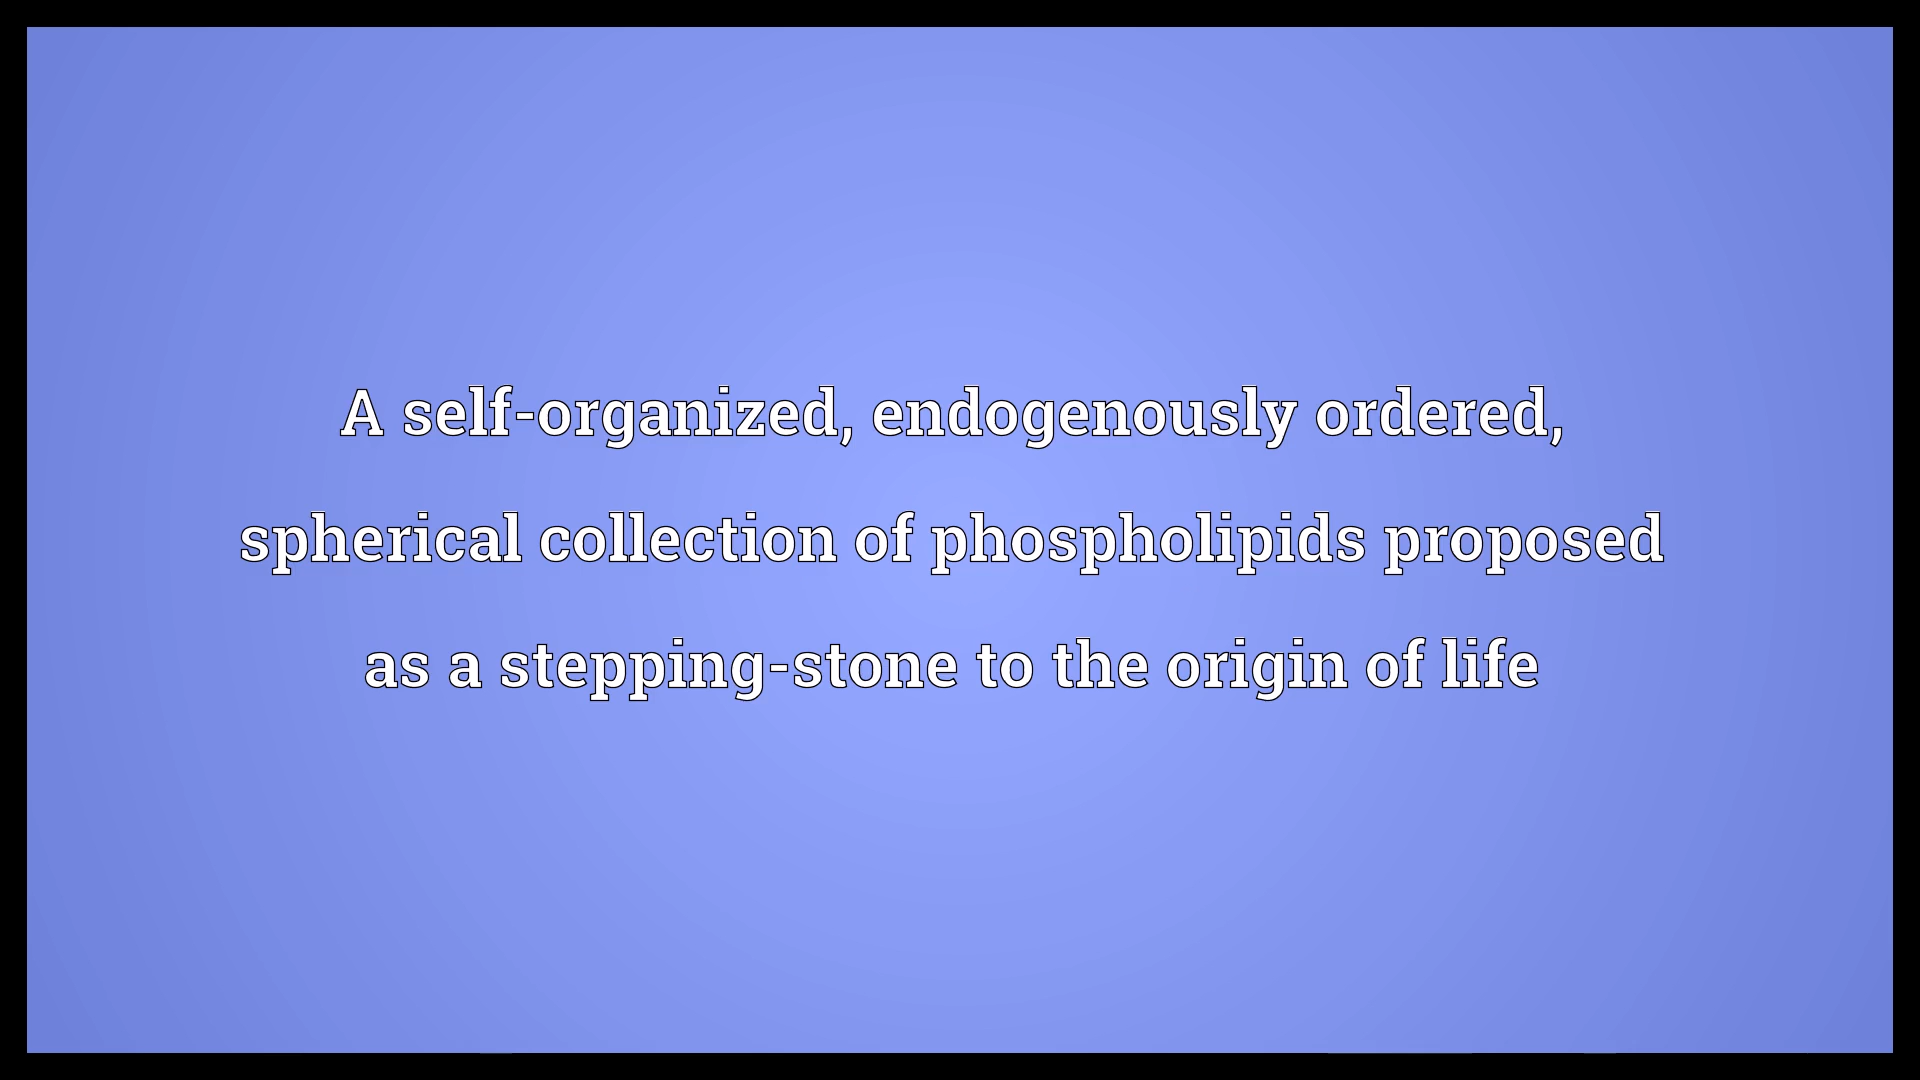 A self-organized, endogenously ordered,
spherical collection of phospholipids proposed
as a stepping-stone to the origin of life